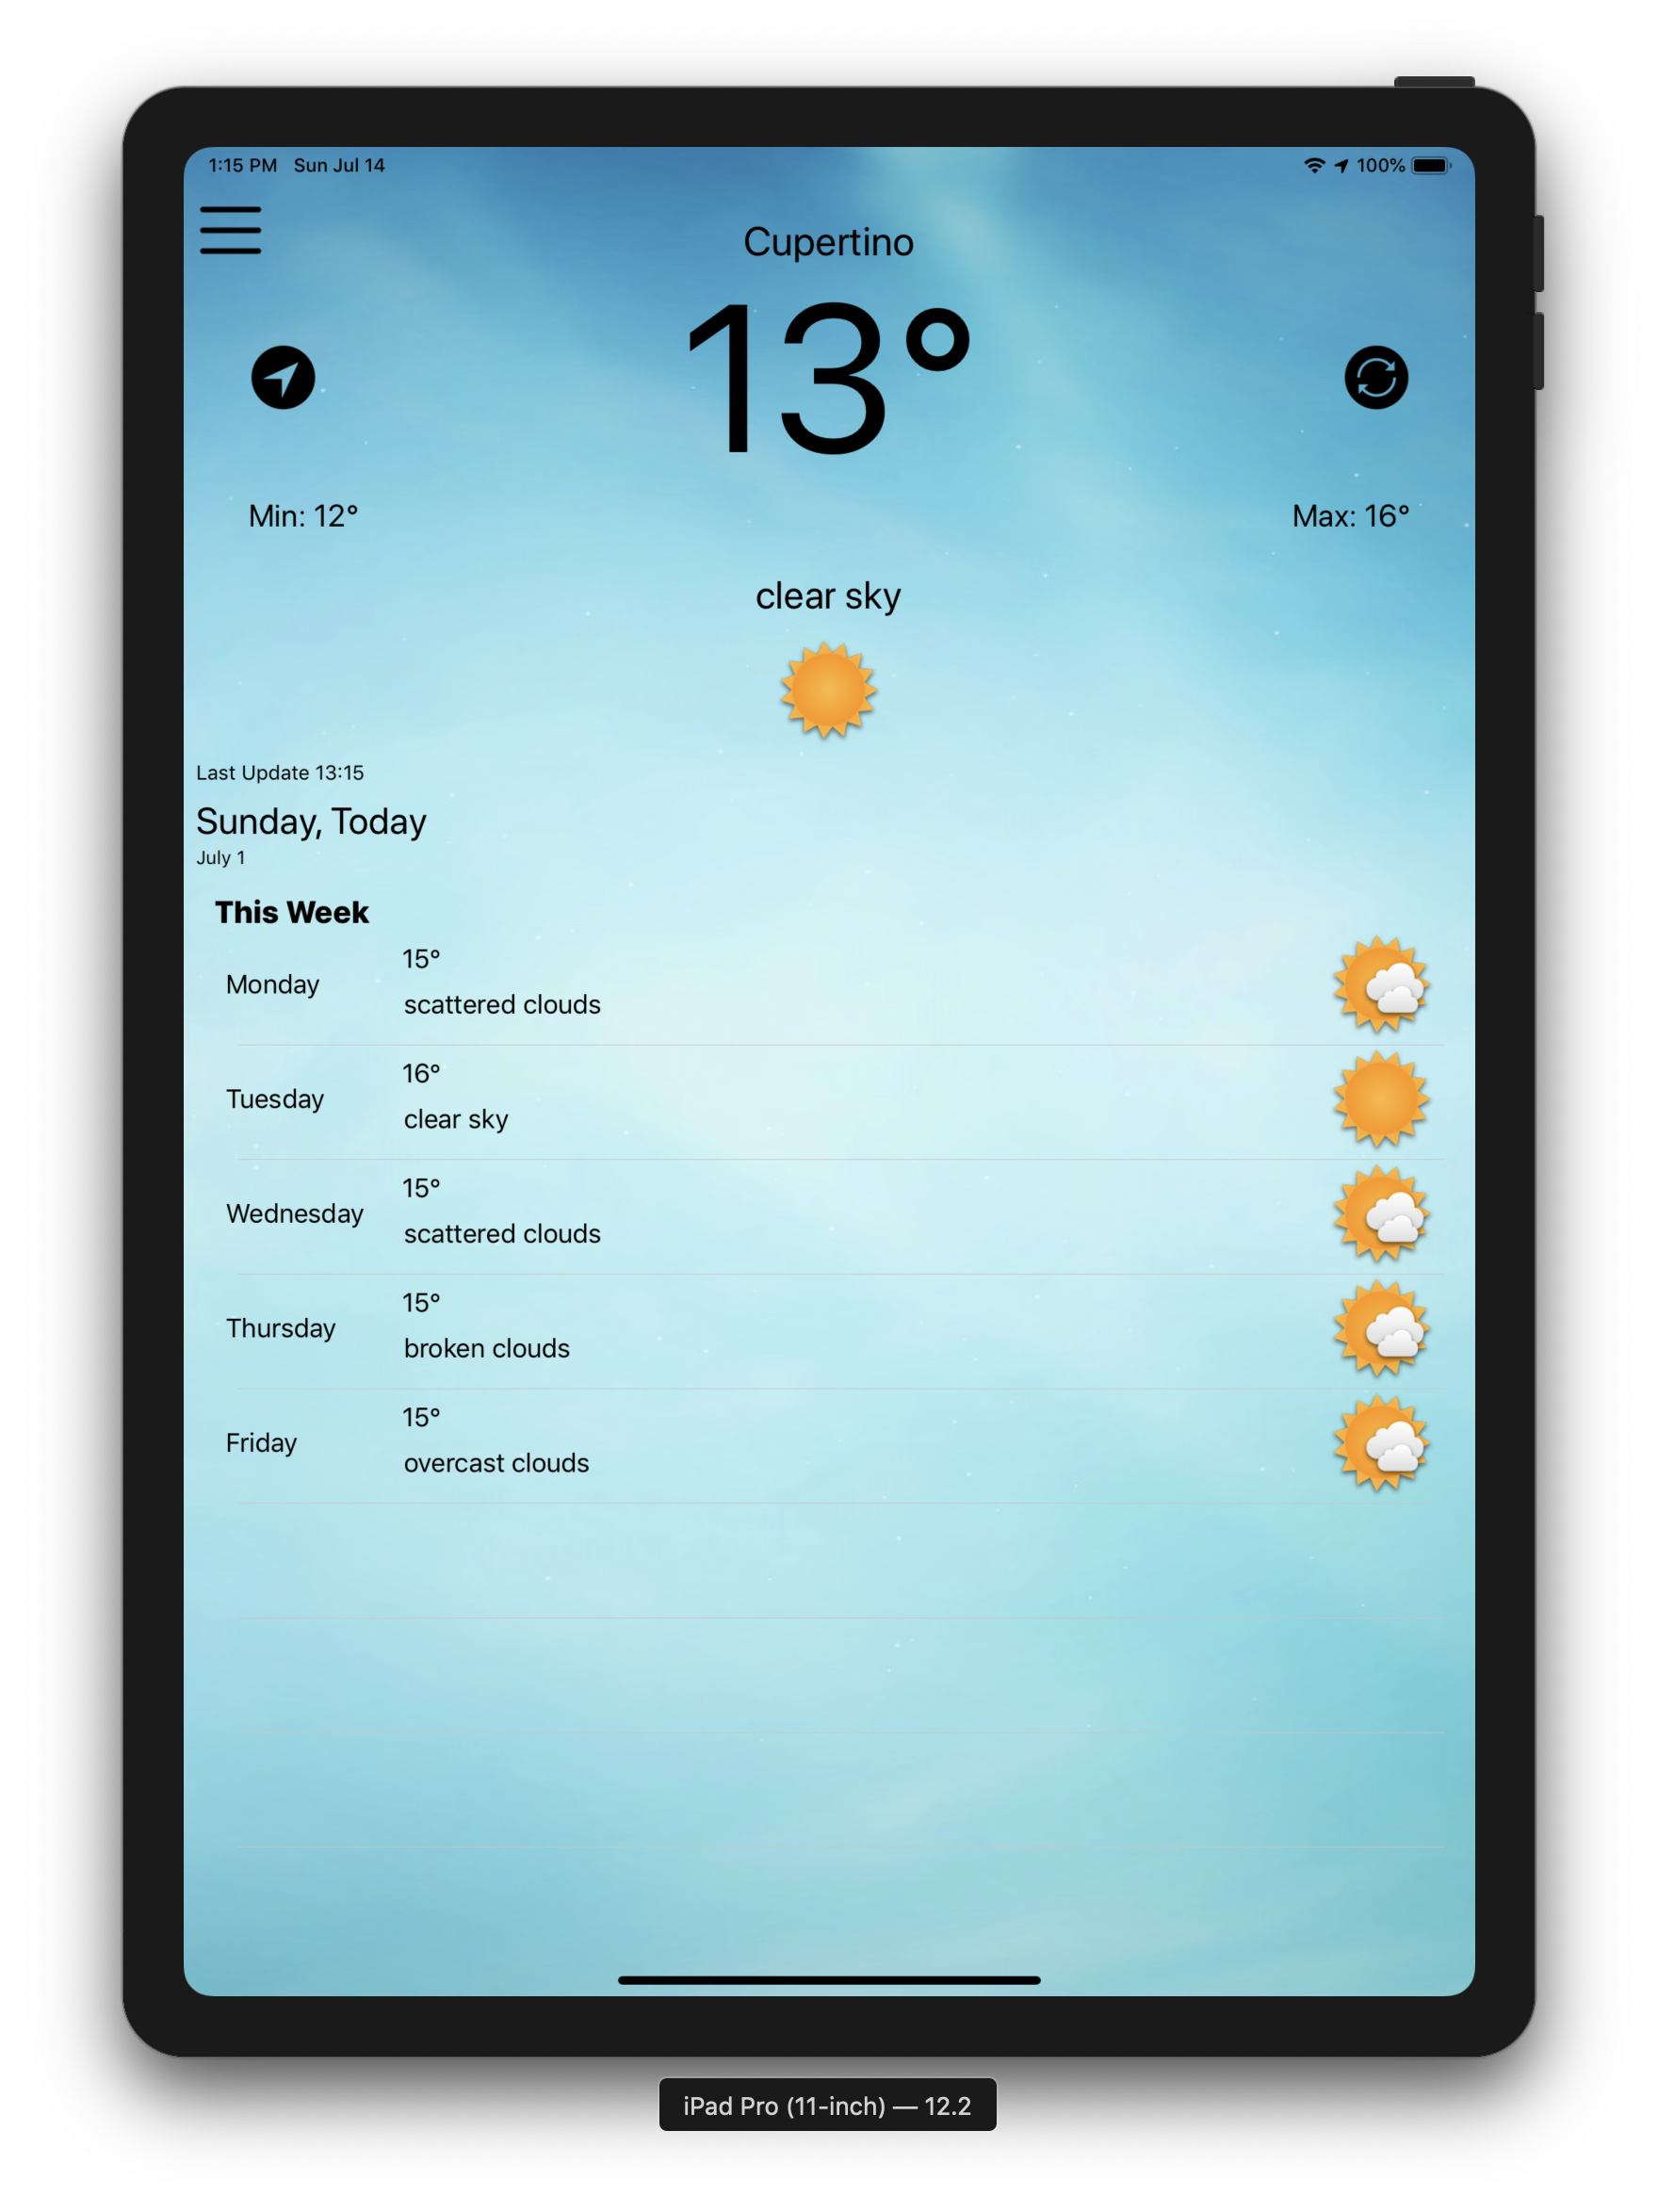 1:15 PM Sun Jul 14 100%
Cupertino
13°
Min: 12° Max: 16°
clear sky
Last Update 13:15
Sunday, Today
July 1
This Week
Monday
15°
scattered clouds
Tuesday
16°
clear sky
Wednesday
15°
scattered clouds
Thursday
15°
broken clouds
Friday
15°
overcast clouds
iPad Pro (11-inch) — 12.2